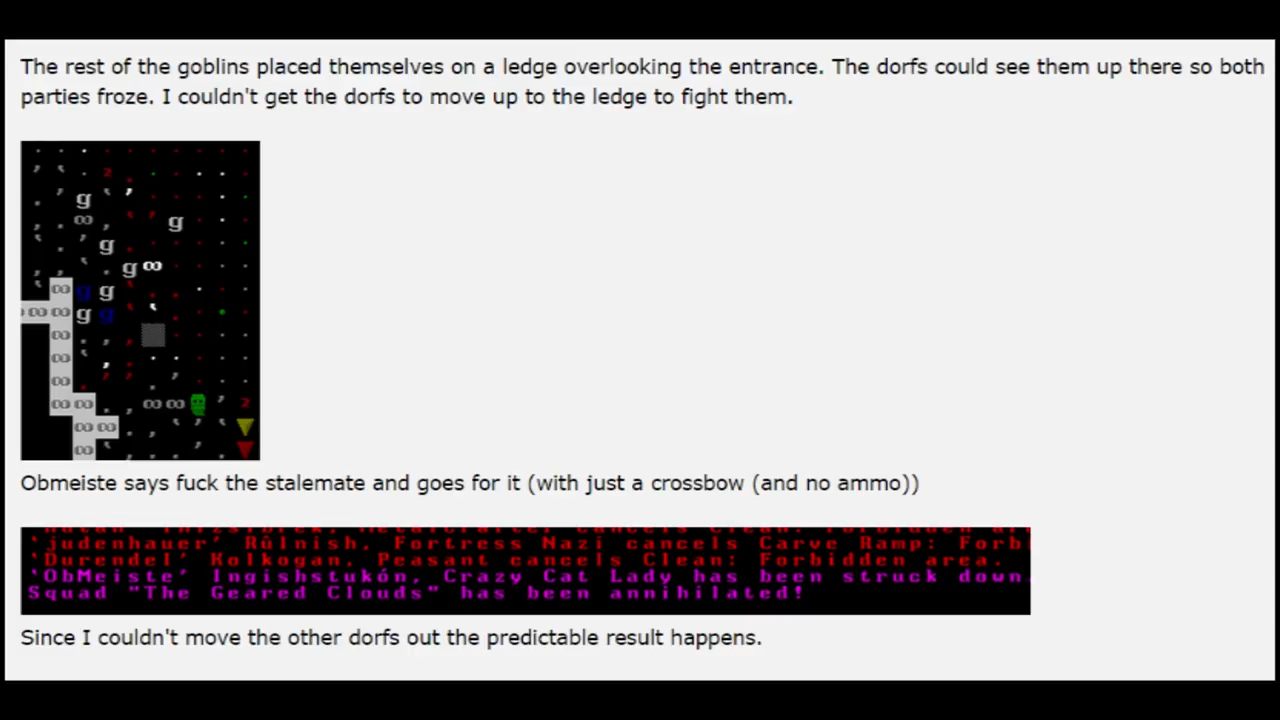 The rest of the goblins placed themselves on a ledge overlooking the entrance. The dorfs could see them up there so both
parties froze. I couldn't get the dorfs to move up to the ledge to fight them.
Obmeiste says fuck the stalemate and goes for it (with just a crossbow (and no ammo))
'judenhauer' Rûlnish, Fortress Nazi cancels Carve Ramp: Forb
'Durendel' Kolkogan, Peasant cancels Clean: Forbidden area.
'ObMeiste' Ingishstukón, Crazy Cat Lady has been struck down.
Squad "The Geared Clouds" has been annihilated!
Since I couldn't move the other dorfs out the predictable result happens.